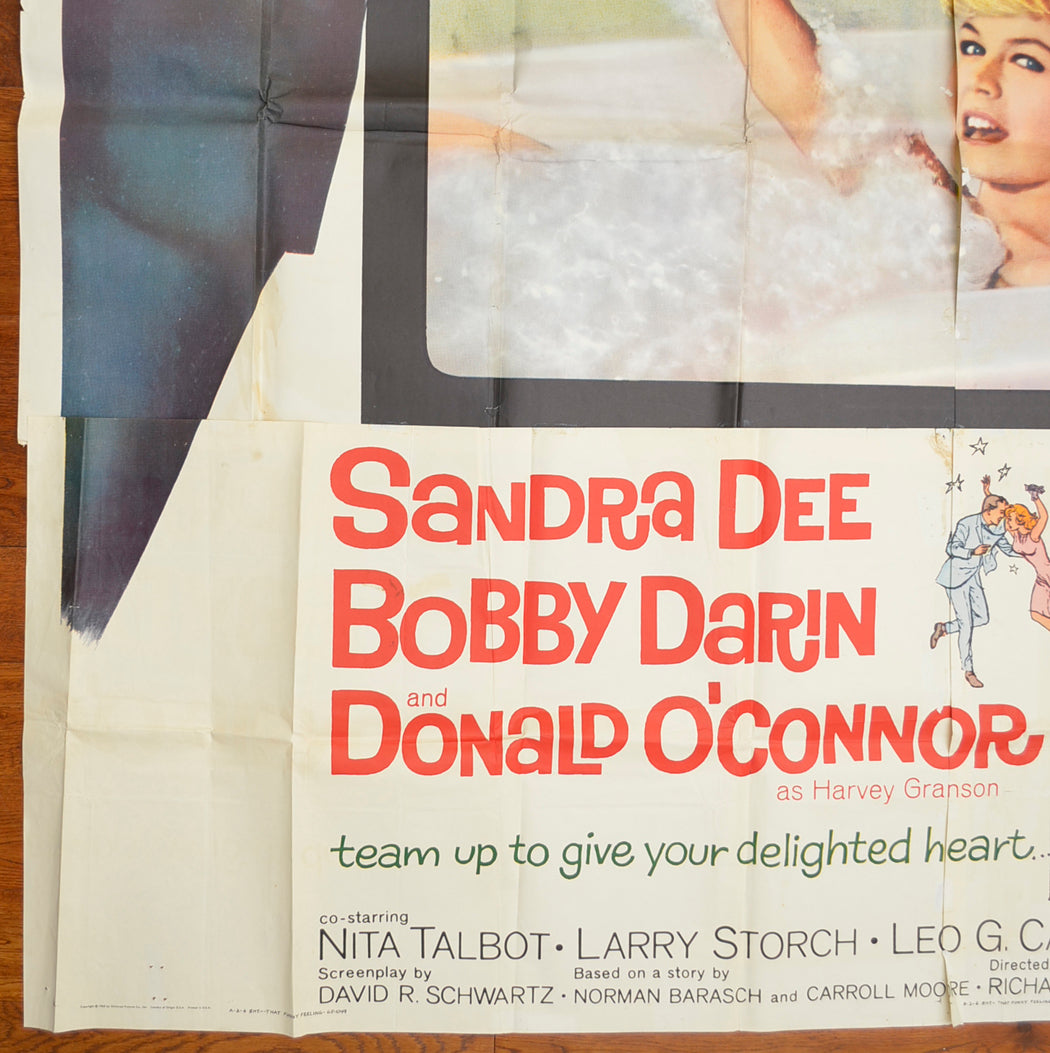 SANDRA DEE
BOBBY DARIN
and
DONALD O'CONNOR
as Harvey Granson
team up to give your delighted heart...
co-starring
NITA TALBOT • LARRY STORCH • LEO G. CA
Screenplay by Based on a story by Directed
DAVID R. SCHWARTZ • NORMAN BARASCH and CARROLL MOORE • RICHA